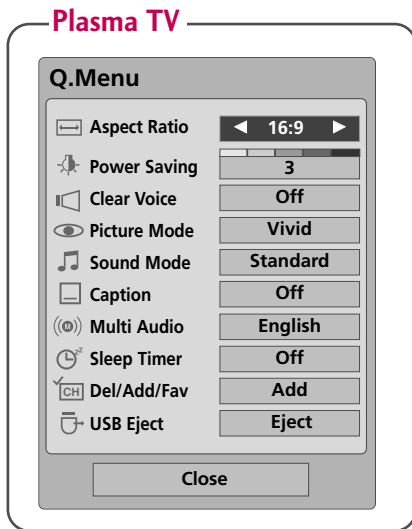 Plasma TV
Q.Menu
Aspect Ratio ◀ 16:9 ▶
Power Saving 3
Clear Voice Off
Picture Mode Vivid
Sound Mode Standard
Caption Off
Multi Audio English
Sleep Timer Off
Del/Add/Fav Add
USB Eject Eject
Close